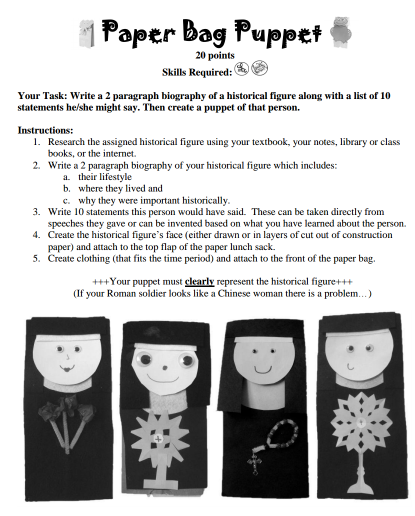 Paper Bag Puppet
20 points
Skills Required:
Your Task: Write a 2 paragraph biography of a historical figure along with a list of 10
statements he/she might say. Then create a puppet of that person.
Instructions:
1. Research the assigned historical figure using your textbook, your notes, library or class
books, or the internet.
2. Write a 2 paragraph biography of your historical figure which includes:
a. their lifestyle
b. where they lived and
c. why they were important historically.
3. Write 10 statements this person would have said. These can be taken directly from
speeches they gave or can be invented based on what you have learned about the person.
4. Create the historical figure's face (either drawn or in layers of cut out of construction
paper) and attach to the top flap of the paper lunch sack.
5. Create clothing (that fits the time period) and attach to the front of the paper bag.
+++Your puppet must clearly represent the historical figure+++
(If your Roman soldier looks like a Chinese woman there is a problem…)